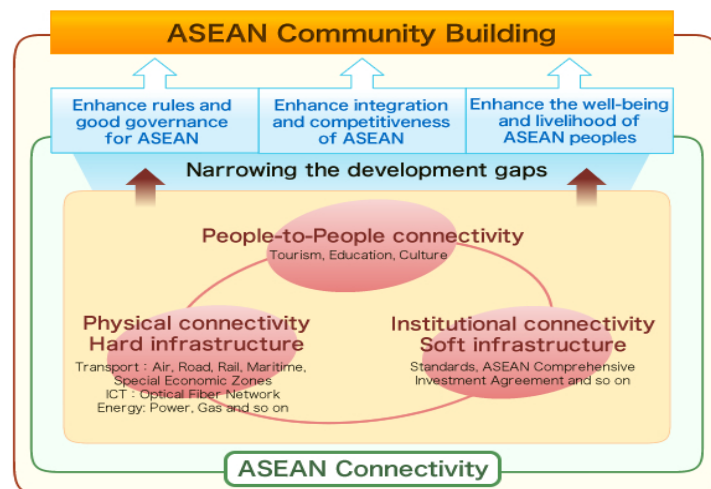 ASEAN Community Building
Enhance rules and
good governance
for ASEAN
Enhance integration
and competitiveness
of ASEAN
Enhance the well-being
and livelihood of
ASEAN peoples
Narrowing the development gaps
People-to-People connectivity
Tourism, Education, Culture
Physical connectivity
Hard infrastructure
Transport : Air, Road, Rail, Maritime,
Special Economic Zones
ICT : Optical Fiber Network
Energy: Power, Gas and so on
Institutional connectivity
Soft infrastructure
Standards, ASEAN Comprehensive
Investment Agreement and so on
ASEAN Connectivity